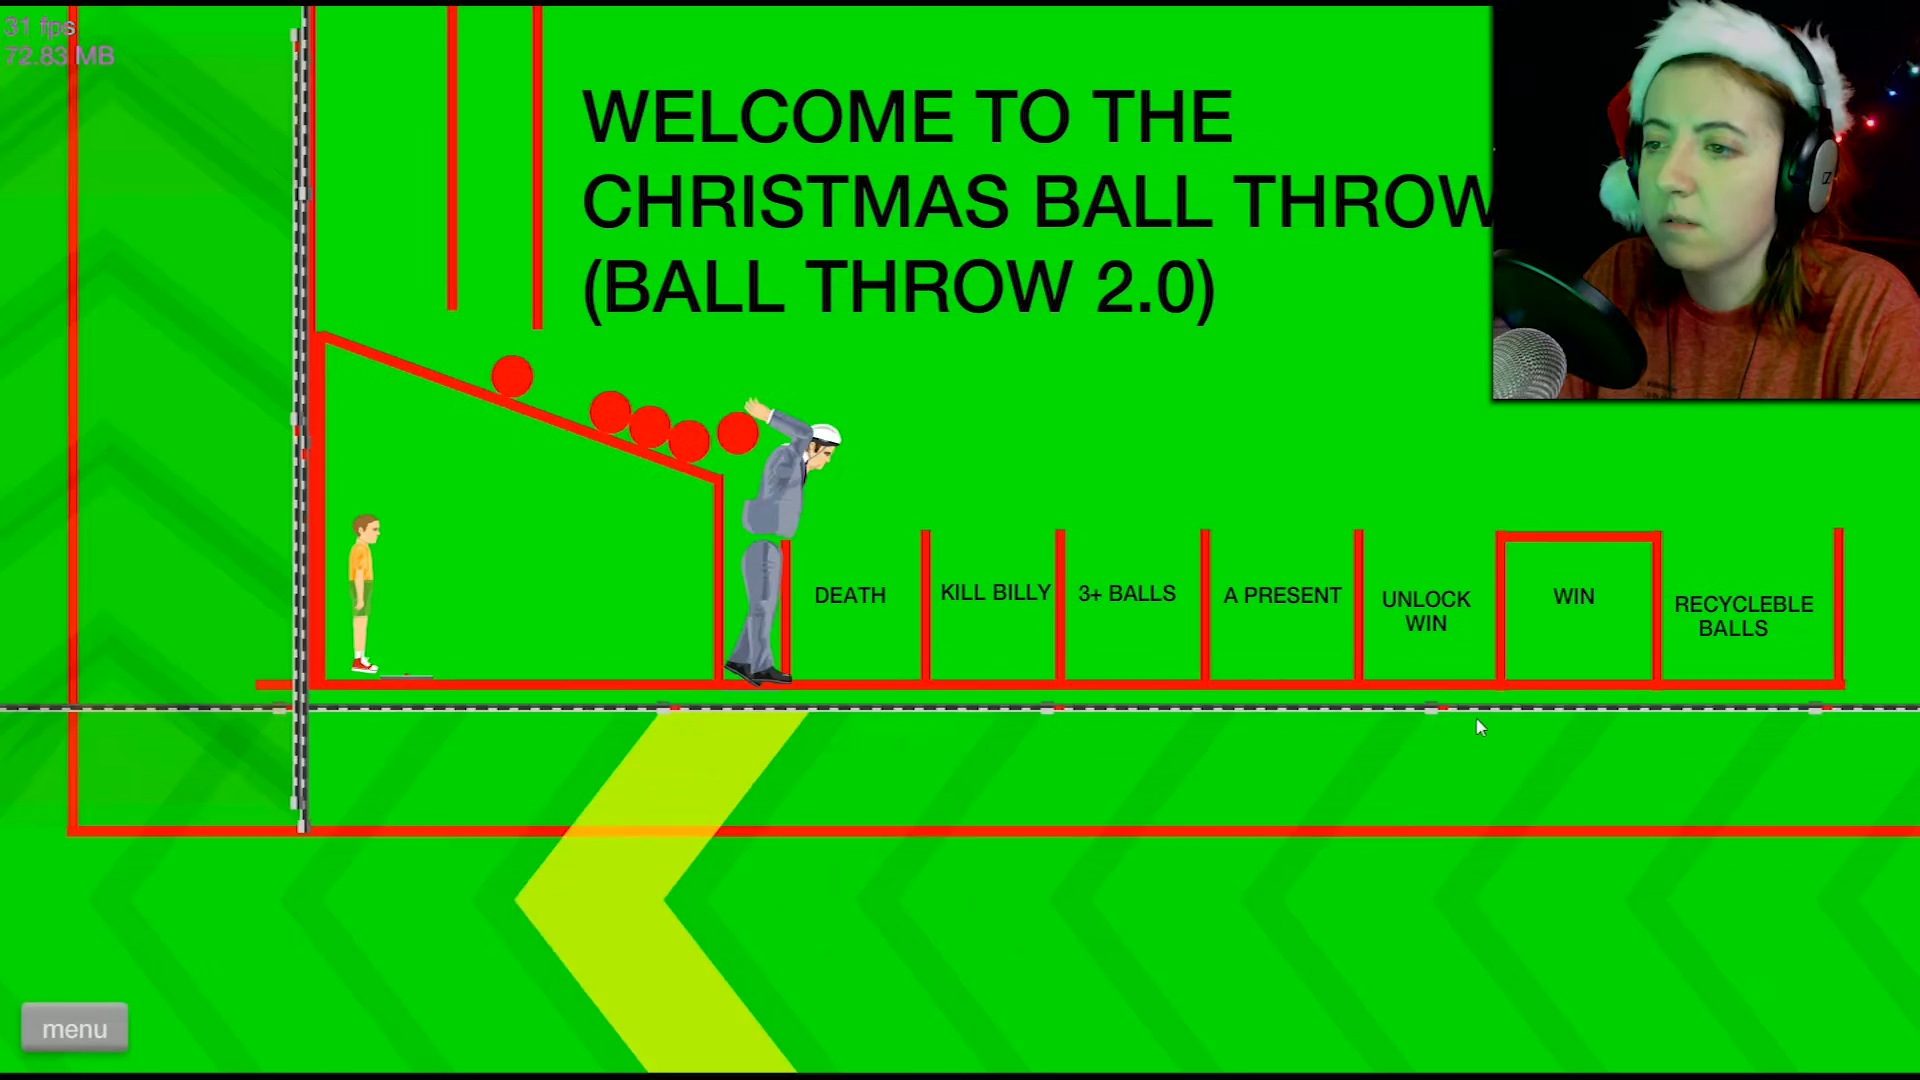 31 fps
72.83 MB
WELCOME TO THE
CHRISTMAS BALL THROW
(BALL THROW 2.0)
DEATH
KILL BILLY
3+ BALLS
A PRESENT
UNLOCK
WIN
WIN
RECYCLEBLE
BALLS
menu